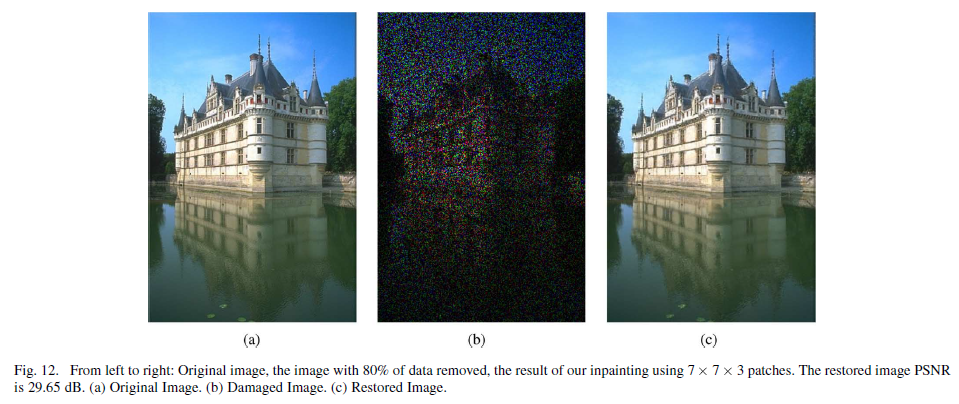 (a)
(b)
(c)
Fig. 12. From left to right: Original image, the image with 80% of data removed, the result of our inpainting using 7 × 7 × 3 patches. The restored image PSNR
is 29.65 dB. (a) Original Image. (b) Damaged Image. (c) Restored Image.